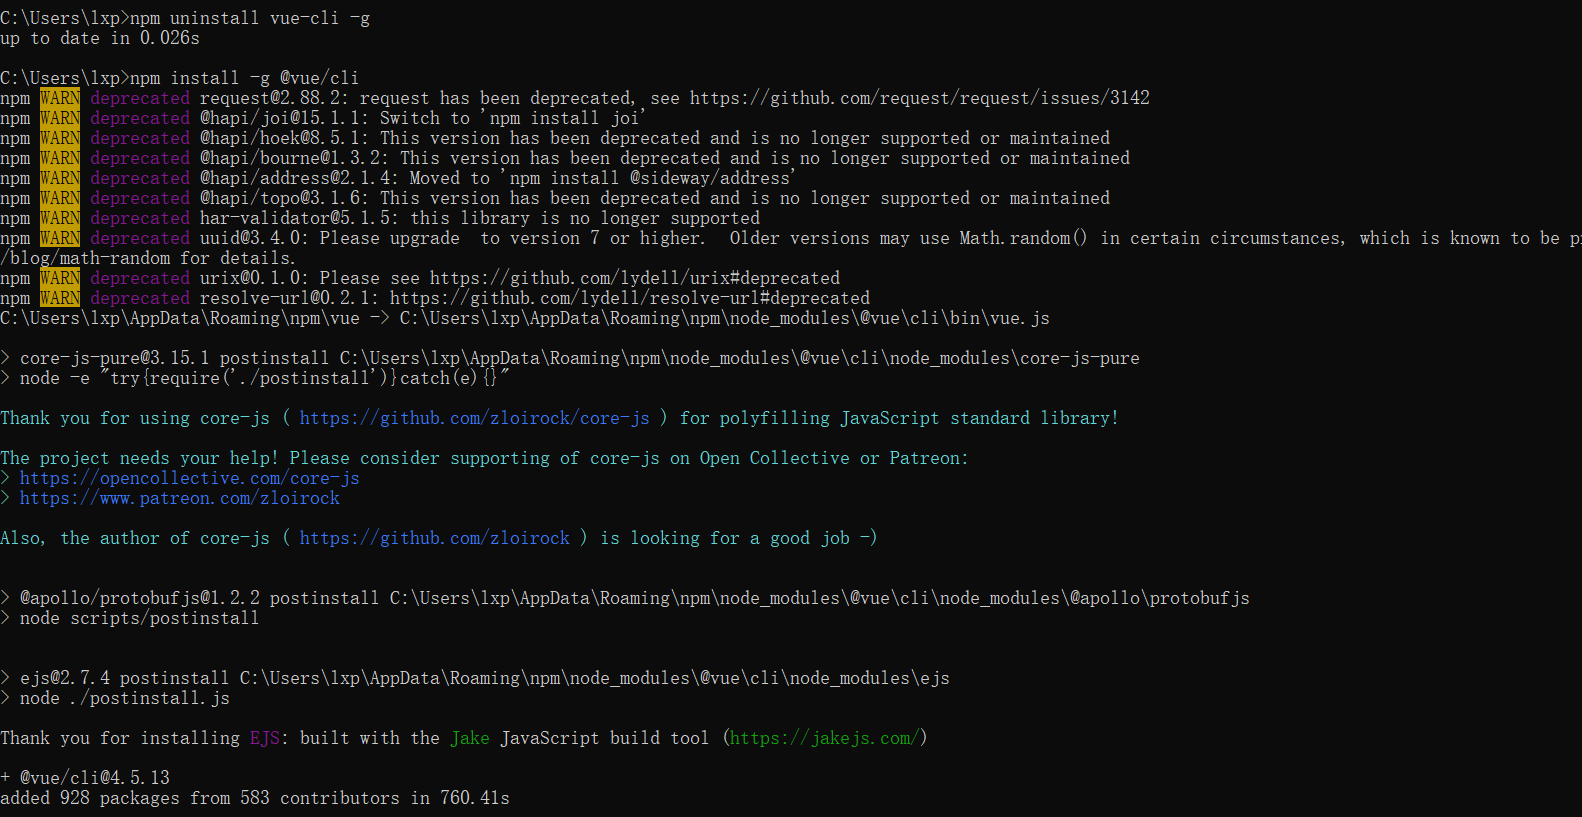 C:\Users\lxp>npm uninstall vue-cli -g
up to date in 0.026s
C:\Users\lxp>npm install -g @vue/cli
npm WARN deprecated request@2.88.2: request has been deprecated, see https://github.com/request/request/issues/3142
npm WARN deprecated @hapi/joi@15.1.1: Switch to 'npm install joi'
npm WARN deprecated @hapi/hoek@8.5.1: This version has been deprecated and is no longer supported or maintained
npm WARN deprecated @hapi/bourne@1.3.2: This version has been deprecated and is no longer supported or maintained
npm WARN deprecated @hapi/address@2.1.4: Moved to 'npm install @sideway/address'
npm WARN deprecated @hapi/topo@3.1.6: This version has been deprecated and is no longer supported or maintained
npm WARN deprecated har-validator@5.1.5: this library is no longer supported
npm WARN deprecated uuid@3.4.0: Please upgrade  to version 7 or higher.  Older versions may use Math.random() in certain circumstances, which is known to be
/blog/math-random for details.
npm WARN deprecated urix@0.1.0: Please see https://github.com/lydell/urix#deprecated
npm WARN deprecated resolve-url@0.2.1: https://github.com/lydell/resolve-url#deprecated
C:\Users\lxp\AppData\Roaming\npm\vue -> C:\Users\lxp\AppData\Roaming\npm\node_modules\@vue\cli\bin\vue.js
> core-js-pure@3.15.1 postinstall C:\Users\lxp\AppData\Roaming\npm\node_modules\@vue\cli\node_modules\core-js-pure
> node -e "try{require('./postinstall')}catch(e){}"
Thank you for using core-js ( https://github.com/zloirock/core-js ) for polyfilling JavaScript standard library!
The project needs your help! Please consider supporting of core-js on Open Collective or Patreon:
> https://opencollective.com/core-js
> https://www.patreon.com/zloirock
Also, the author of core-js ( https://github.com/zloirock ) is looking for a good job -)
> @apollo/protobufjs@1.2.2 postinstall C:\Users\lxp\AppData\Roaming\npm\node_modules\@vue\cli\node_modules\@apollo\protobufjs
> node scripts/postinstall
> ejs@2.7.4 postinstall C:\Users\lxp\AppData\Roaming\npm\node_modules\@vue\cli\node_modules\ejs
> node ./postinstall.js
Thank you for installing EJS: built with the Jake JavaScript build tool (https://jakejs.com/)
+ @vue/cli@4.5.13
added 928 packages from 583 contributors in 760.41s